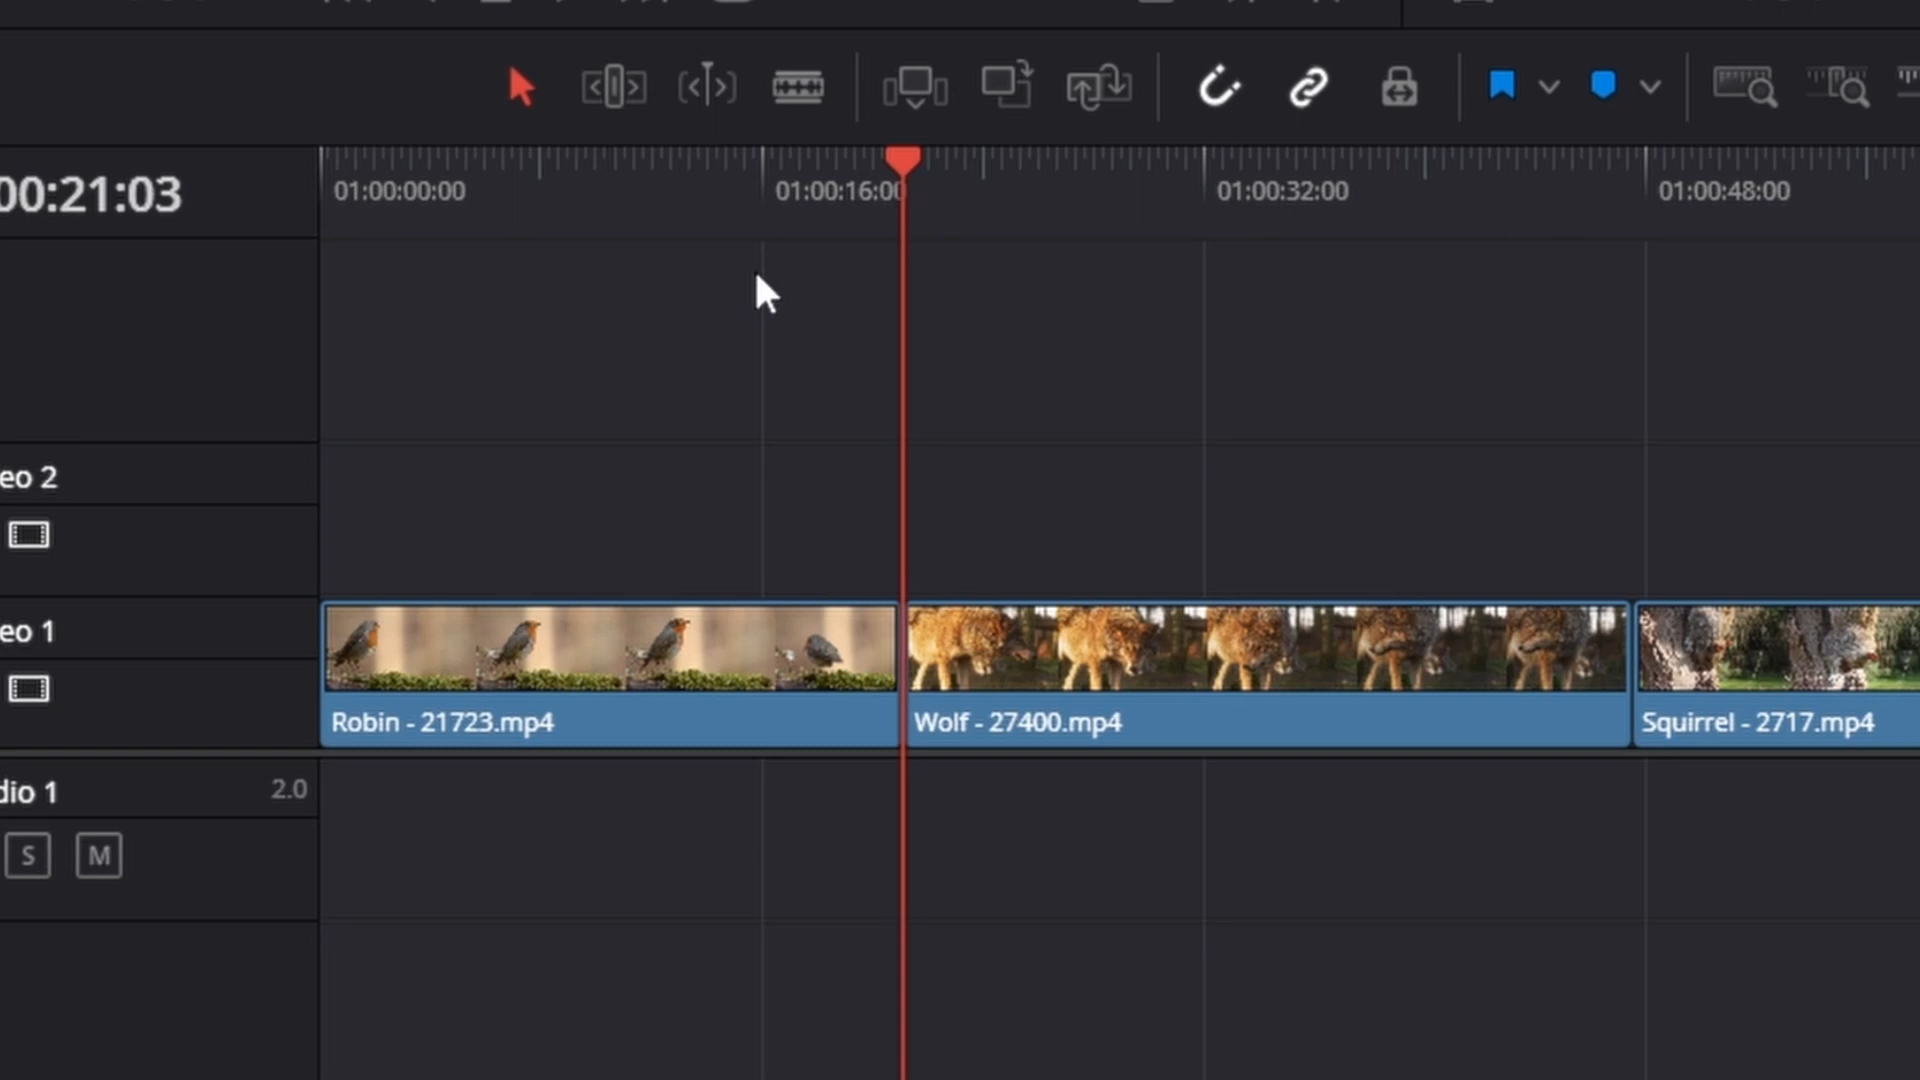 01:00:00:00 01:00:16:00 01:00:32:00 01:00:48:00
00:21:03
eo 2
eo 1
Robin - 21723.mp4 Wolf - 27400.mp4 Squirrel - 2717.mp4
dio 1 2.0
S M